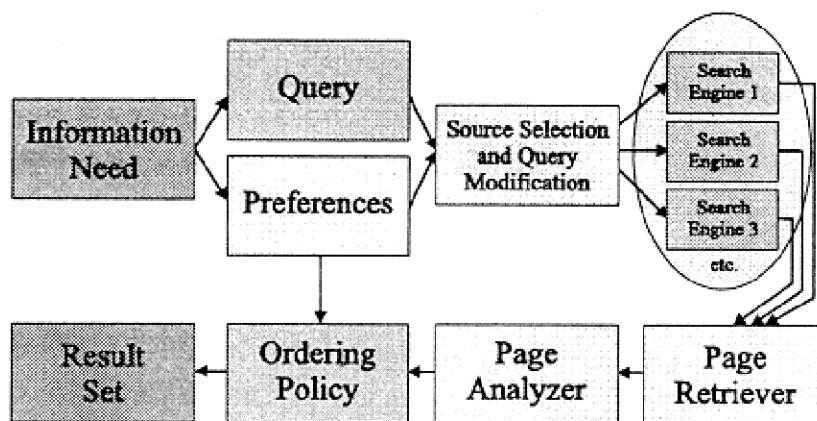 Information
Need
Query
Preferences
Source Selection
and Query
Modification
Search
Engine 1
Search
Engine 2
Search
Engine 3
etc.
Result
Set
Ordering
Policy
Page
Analyzer
Page
Retriever